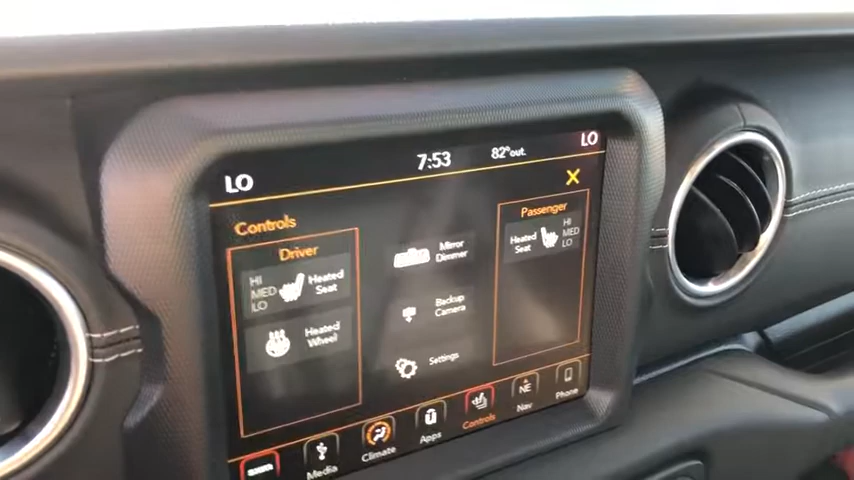 LO
7:53
82°out.
LO
Controls
X
Driver
HI
MED
LO
Heated
Seat
Heated
Wheel
Mirror
Dimmer
Backup
Camera
Settings
Passenger
Heated
Seat
HI
MED
LO
Media
Climate
Apps
Controls
NE
Nav
Phone